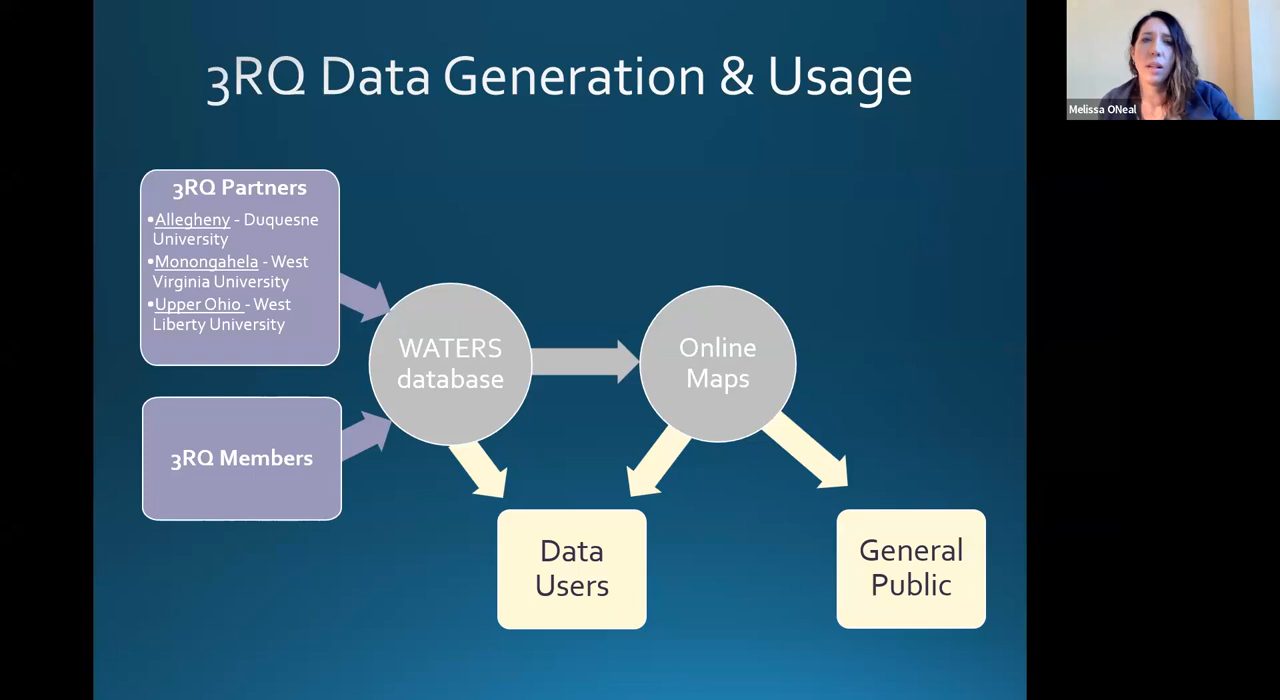 3RQ Data Generation & Usage
Melissa ONeal
3RQ Partners
•Allegheny - Duquesne
University
•Monongahela - West
Virginia University
•Upper Ohio - West
Liberty University
3RQ Members
WATERS
database
Online
Maps
Data
Users
General
Public